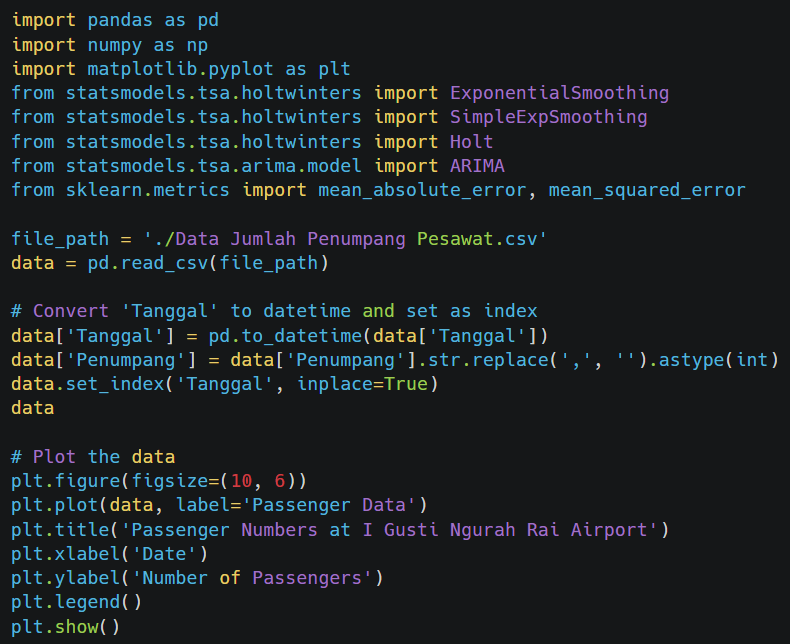 import pandas as pd
import numpy as np
import matplotlib.pyplot as plt
from statsmodels.tsa.holtwinters import ExponentialSmoothing
from statsmodels.tsa.holtwinters import SimpleExpSmoothing
from statsmodels.tsa.holtwinters import Holt
from statsmodels.tsa.arima.model import ARIMA
from sklearn.metrics import mean_absolute_error, mean_squared_error
file_path = './Data Jumlah Penumpang Pesawat.csv'
data = pd.read_csv(file_path)
# Convert 'Tanggal' to datetime and set as index
data['Tanggal'] = pd.to_datetime(data['Tanggal'])
data['Penumpang'] = data['Penumpang'].str.replace(',', '').astype(int)
data.set_index('Tanggal', inplace=True)
data
# Plot the data
plt.figure(figsize=(10, 6))
plt.plot(data, label='Passenger Data')
plt.title('Passenger Numbers at I Gusti Ngurah Rai Airport')
plt.xlabel('Date')
plt.ylabel('Number of Passengers')
plt.legend()
plt.show()